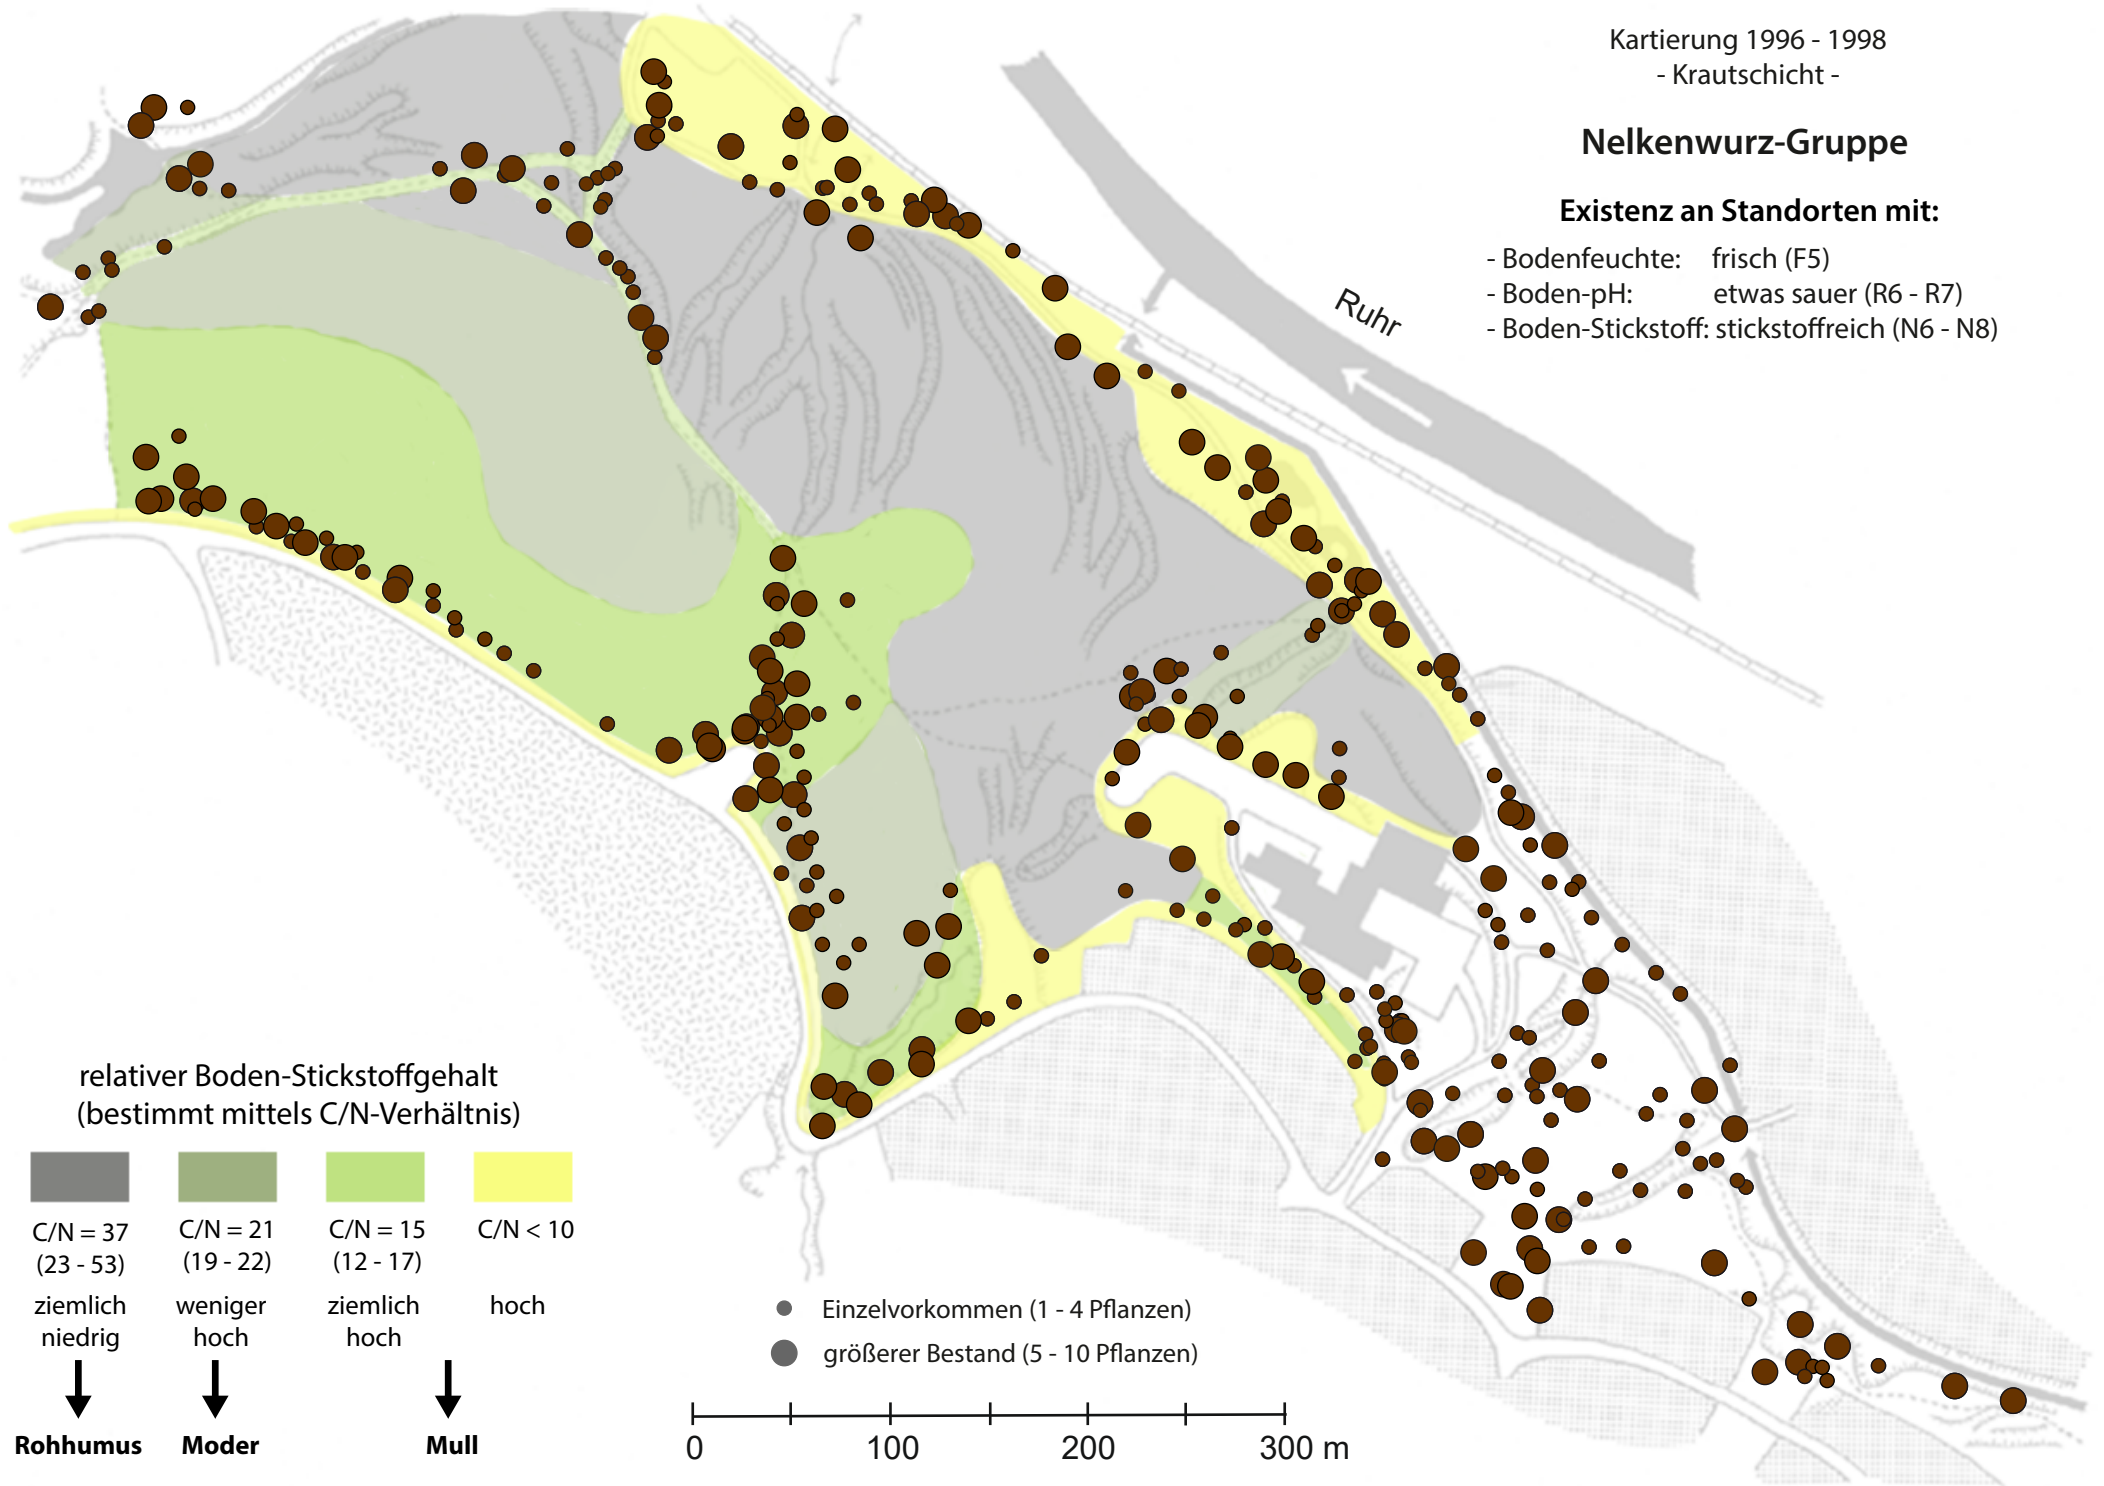 Kartierung 1996 - 1998
- Krautschicht -
Nelkenwurz-Gruppe
Existenz an Standorten mit:
- Bodenfeuchte: frisch (F5)
- Boden-pH: etwas sauer (R6 - R7)
- Boden-Stickstoff: stickstoffreich (N6 - N8)
Ruhr
relativer Boden-Stickstoffgehalt
(bestimmt mittels C/N-Verhältnis)
C/N = 37 C/N = 21 C/N = 15 C/N < 10
(23 - 53) (19 - 22) (12 - 17)
ziemlich weniger ziemlich hoch
niedrig hoch hoch
Rohhumus Moder Mull
Einzelvorkommen (1 - 4 Pflanzen)
größerer Bestand (5 - 10 Pflanzen)
0 100 200 300 m